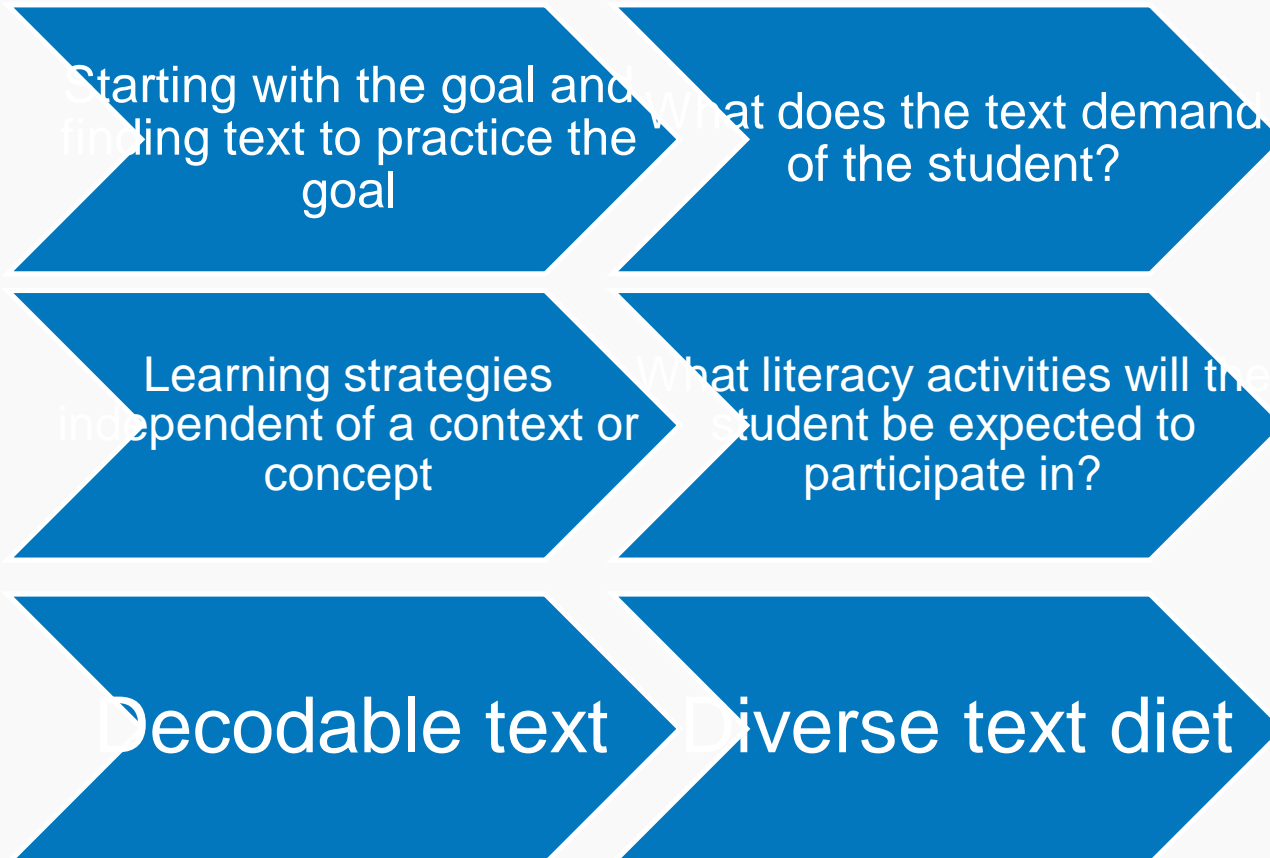 Starting with the goal and
finding text to practice the
goal
What does the text demand
of the student?
Learning strategies
independent of a context or
concept
What literacy activities will the
student be expected to
participate in?
Decodable text
Diverse text diet